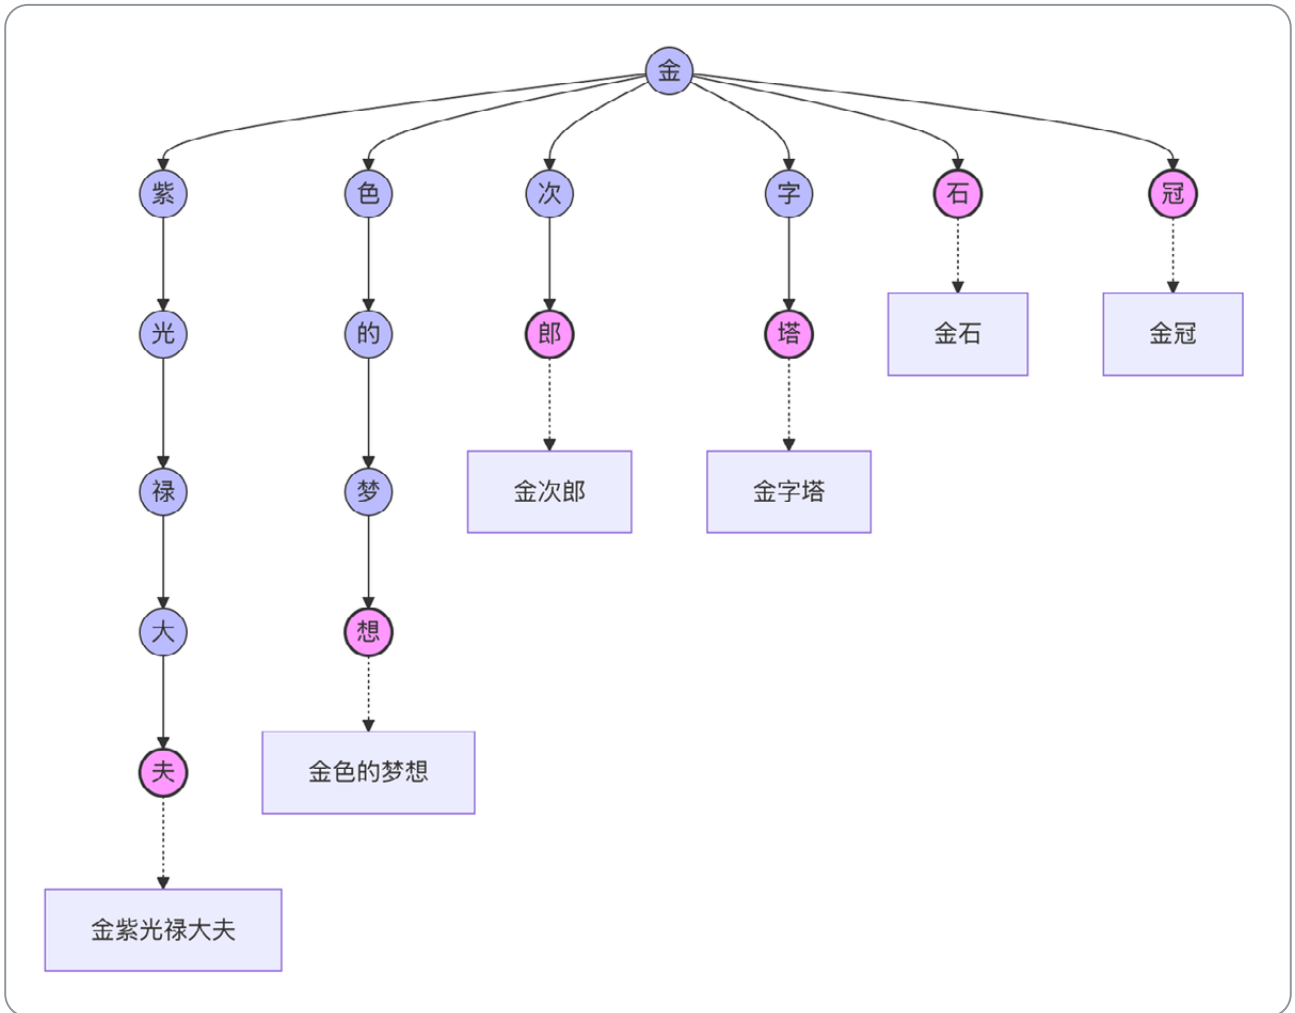 金
紫
色
次
字
石
冠
光
的
郎
塔
金石
金冠
禄
梦
金次郎
金字塔
大
想
夫
金色的梦想
金紫光禄大夫